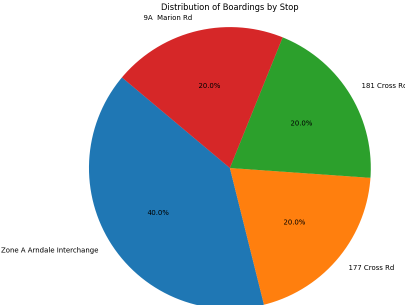 Distribution of Boardings by Stop
9A  Marion Rd
20.0%
181 Cross
20.0%
40.0%
20.0%
Zone A Arndale Interchange
177 Cross Rd